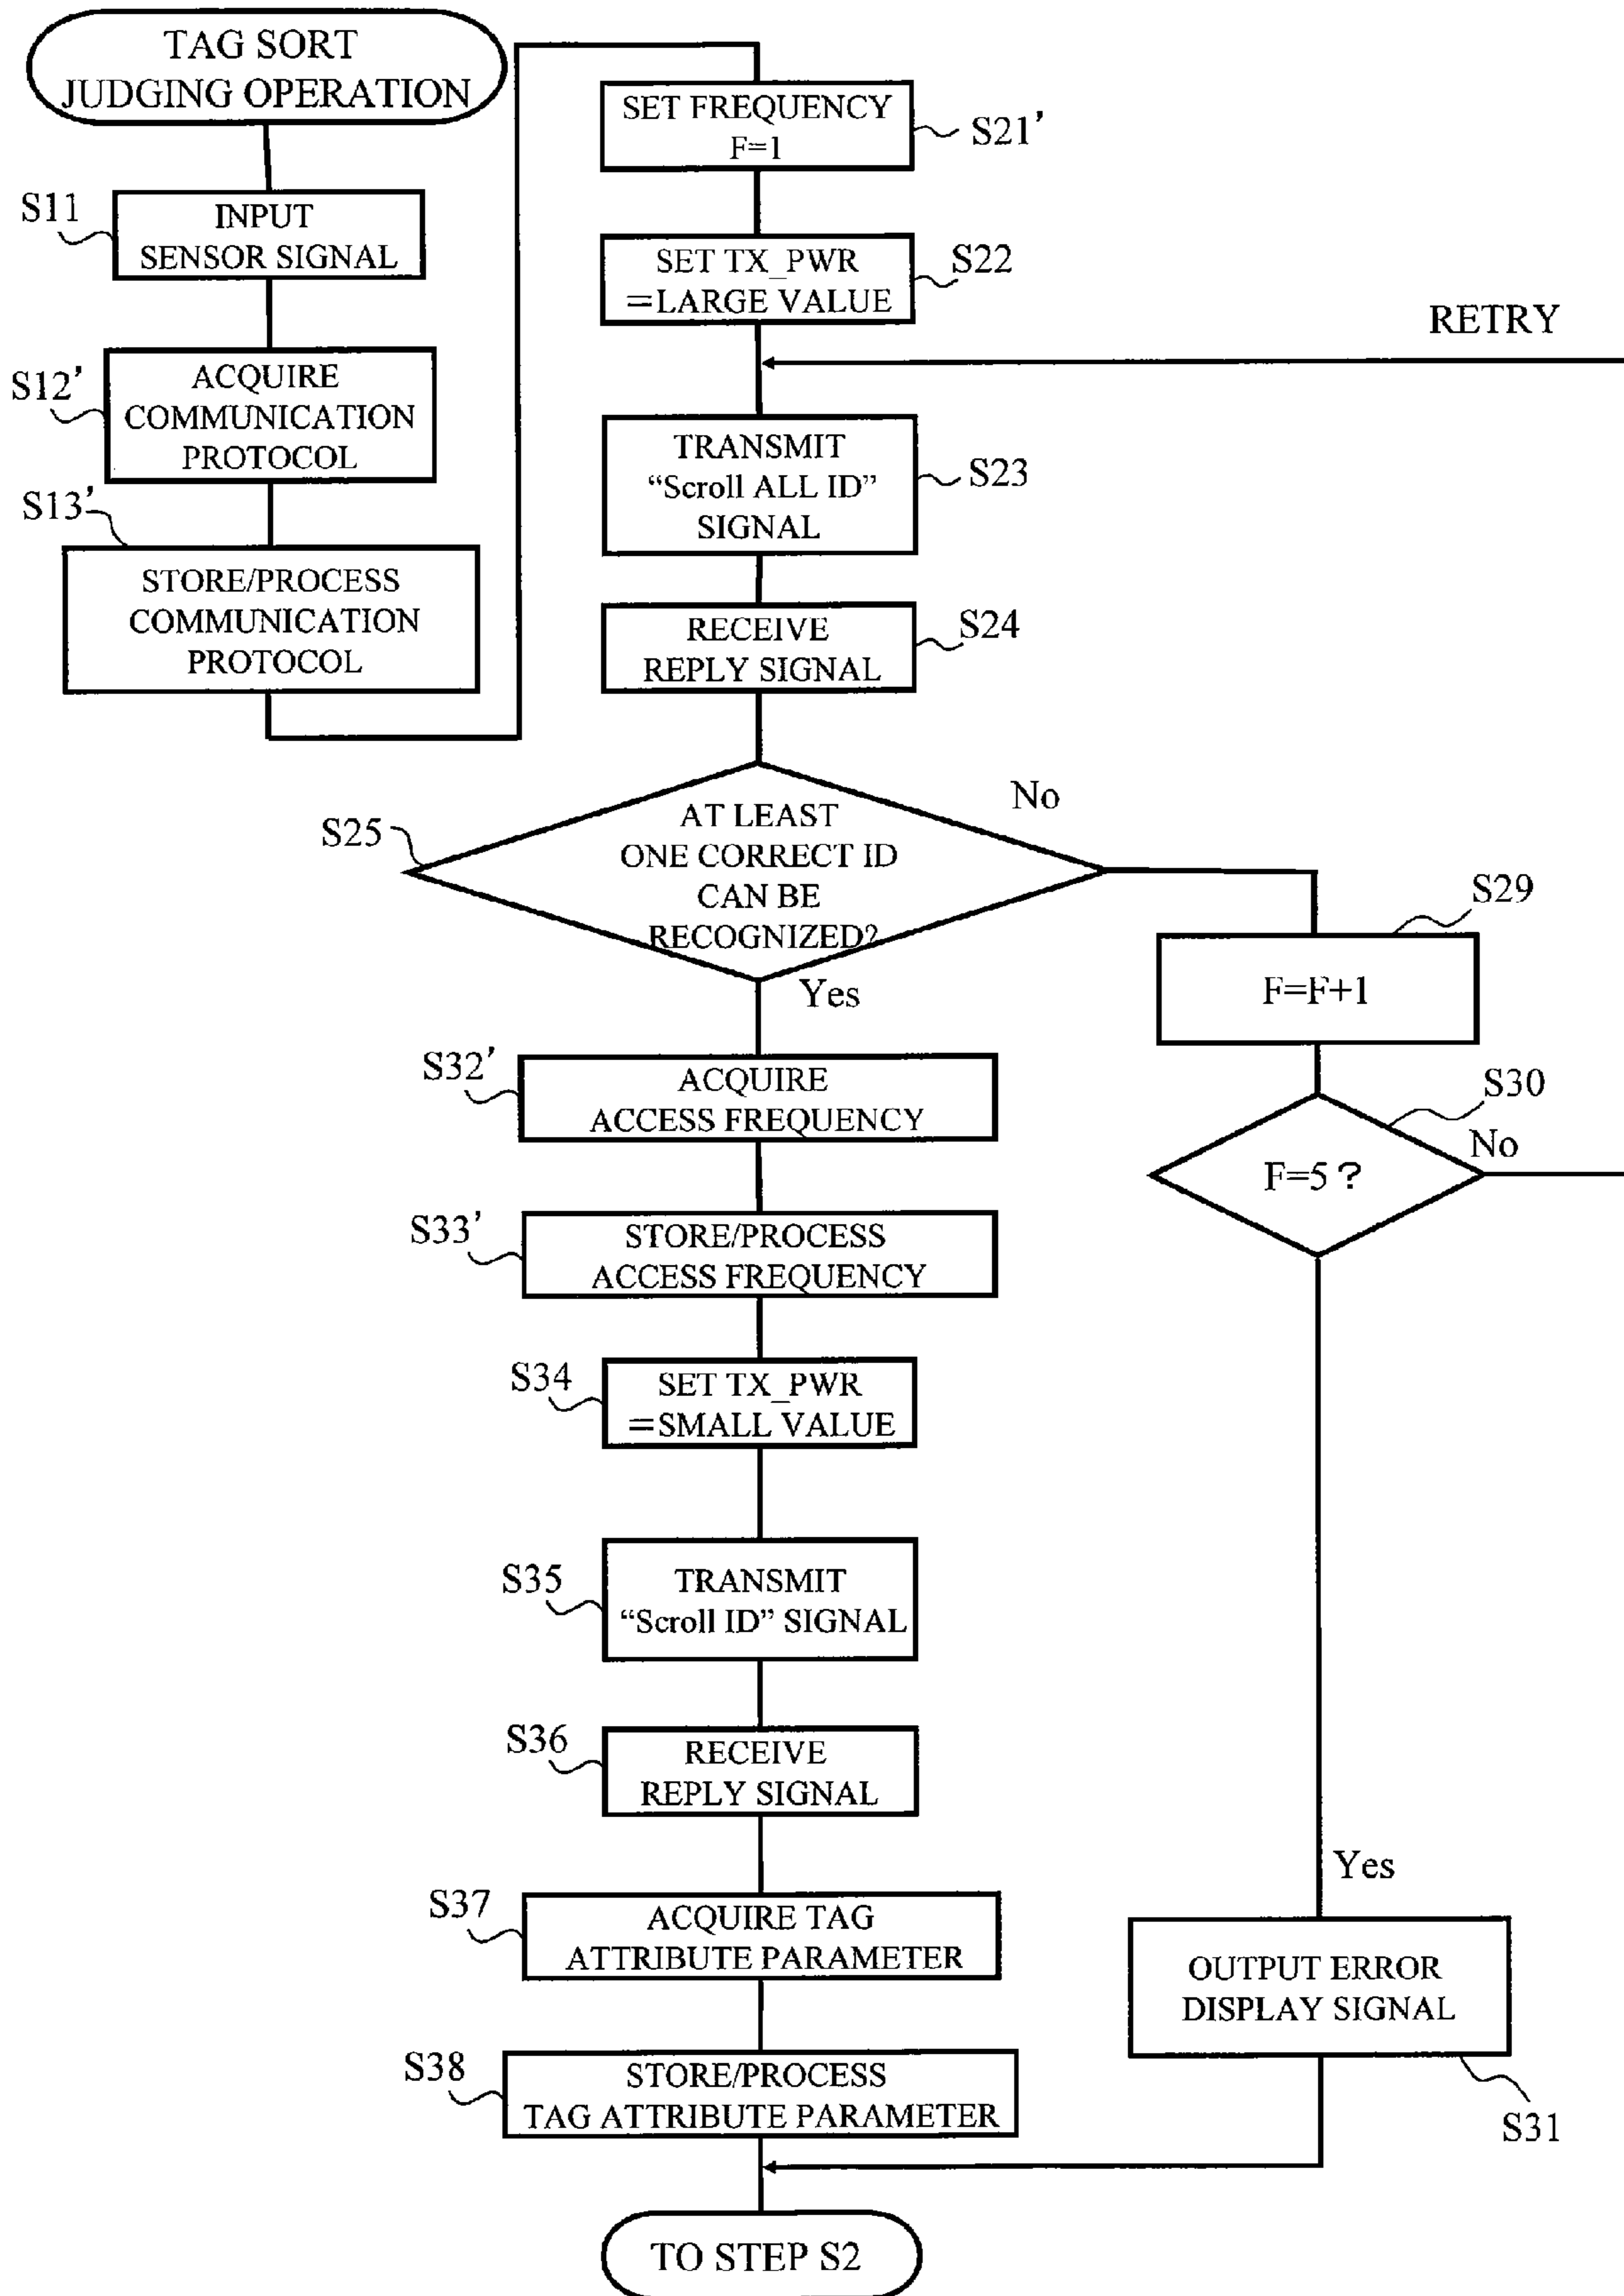 TAG SORT
JUDGING OPERATION
S11
INPUT
SENSOR SIGNAL
S12’
ACQUIRE
COMMUNICATION
PROTOCOL
S13’
STORE/PROCESS
COMMUNICATION
PROTOCOL
SET FREQUENCY
F=1
S21’
SET TX_PWR
=LARGE VALUE
S22
RETRY
TRANSMIT
“Scroll ALL ID”
SIGNAL
S23
RECEIVE
REPLY SIGNAL
S24
S25
AT LEAST
ONE CORRECT ID
CAN BE
RECOGNIZED?
No
Yes
S29
F=F+1
S30
F=5?
No
Yes
S32’
ACQUIRE
ACCESS FREQUENCY
S33’
STORE/PROCESS
ACCESS FREQUENCY
S34
SET TX_PWR
=SMALL VALUE
S35
TRANSMIT
“Scroll ID” SIGNAL
S36
RECEIVE
REPLY SIGNAL
S37
ACQUIRE TAG
ATTRIBUTE PARAMETER
S38
STORE/PROCESS
TAG ATTRIBUTE PARAMETER
OUTPUT ERROR
DISPLAY SIGNAL
S31
TO STEP S2